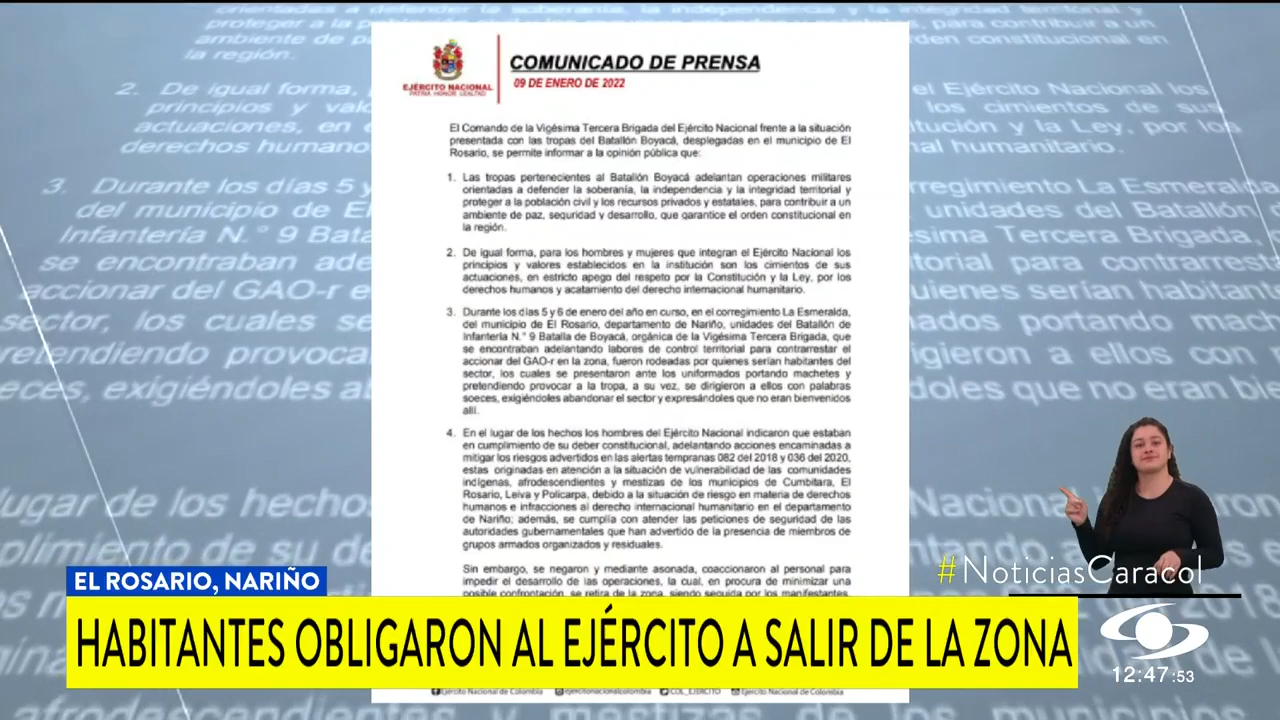 EJÉRCITO NACIONAL
PATRIA HONOR LEALTAD
COMUNICADO DE PRENSA
09 DE ENERO DE 2022
El Comando de la Vigésima Tercera Brigada del Ejército Nacional frente a la situación
presentada con las tropas del Batallón Boyacá, desplegadas en el municipio de El
Rosario, se permite informar a la opinión pública que:
1. Las tropas pertenecientes al Batallón Boyacá adelantan operaciones militares
orientadas a defender la soberanía, la independencia y la integridad territorial y
proteger a la población civil y los recursos privados y estatales, para contribuir a un
ambiente de paz, seguridad y desarrollo, que garantice el orden constitucional en
la región.
2. De igual forma, para los hombres y mujeres que integran el Ejército Nacional los
principios y valores establecidos en la institución son los cimientos de sus
actuaciones, en estricto apego del respeto por la Constitución y la Ley, por los
derechos humanos y acatamiento del derecho internacional humanitario.
3. Durante los días 5 y 6 de enero del año en curso, en el corregimiento La Esmeralda,
del municipio de El Rosario, departamento de Nariño, unidades del Batallón de
Infantería N.° 9 Batalla de Boyacá, orgánica de la Vigésima Tercera Brigada, que
se encontraban adelantando labores de control territorial para contrarrestar el
accionar del GAO-r en la zona, fueron rodeadas por quienes serían habitantes del
sector, los cuales se presentaron ante los uniformados portando machetes y
pretendiendo provocar a la tropa, a su vez, se dirigieron a ellos con palabras
soeces, exigiéndoles abandonar el sector y expresándoles que no eran bienvenidos
allí.
4. En el lugar de los hechos los hombres del Ejército Nacional indicaron que estaban
en cumplimiento de su deber constitucional, adelantando acciones encaminadas a
mitigar los riesgos advertidos en las alertas tempranas 082 del 2018 y 036 del 2020,
estas originadas en atención a la situación de vulnerabilidad de las comunidades
indígenas, afrodescendientes y mestizas de los municipios de Cumbitara, El
Rosario, Leiva y Policarpa, debido a la situación de riesgo en materia de derechos
humanos e infracciones al derecho internacional humanitario en el departamento
de Nariño; además, se cumplía con atender las peticiones de seguridad de las
autoridades gubernamentales que han advertido de la presencia de miembros de
grupos armados organizados y residuales.
Sin embargo, se negaron y mediante asonada, coaccionaron al personal para
impedir el desarrollo de las operaciones, la cual, en procura de minimizar una
posible confrontación, se retira de la zona, siendo seguida por los manifestantes,
EL ROSARIO, NARIÑO
#NoticiasCaracol
HABITANTES OBLIGARON AL EJÉRCITO A SALIR DE LA ZONA
12:47:53
Ejército Nacional de Colombia ejercitonacionalcolombia COL_EJERCITO Ejército Nacional de Colombia